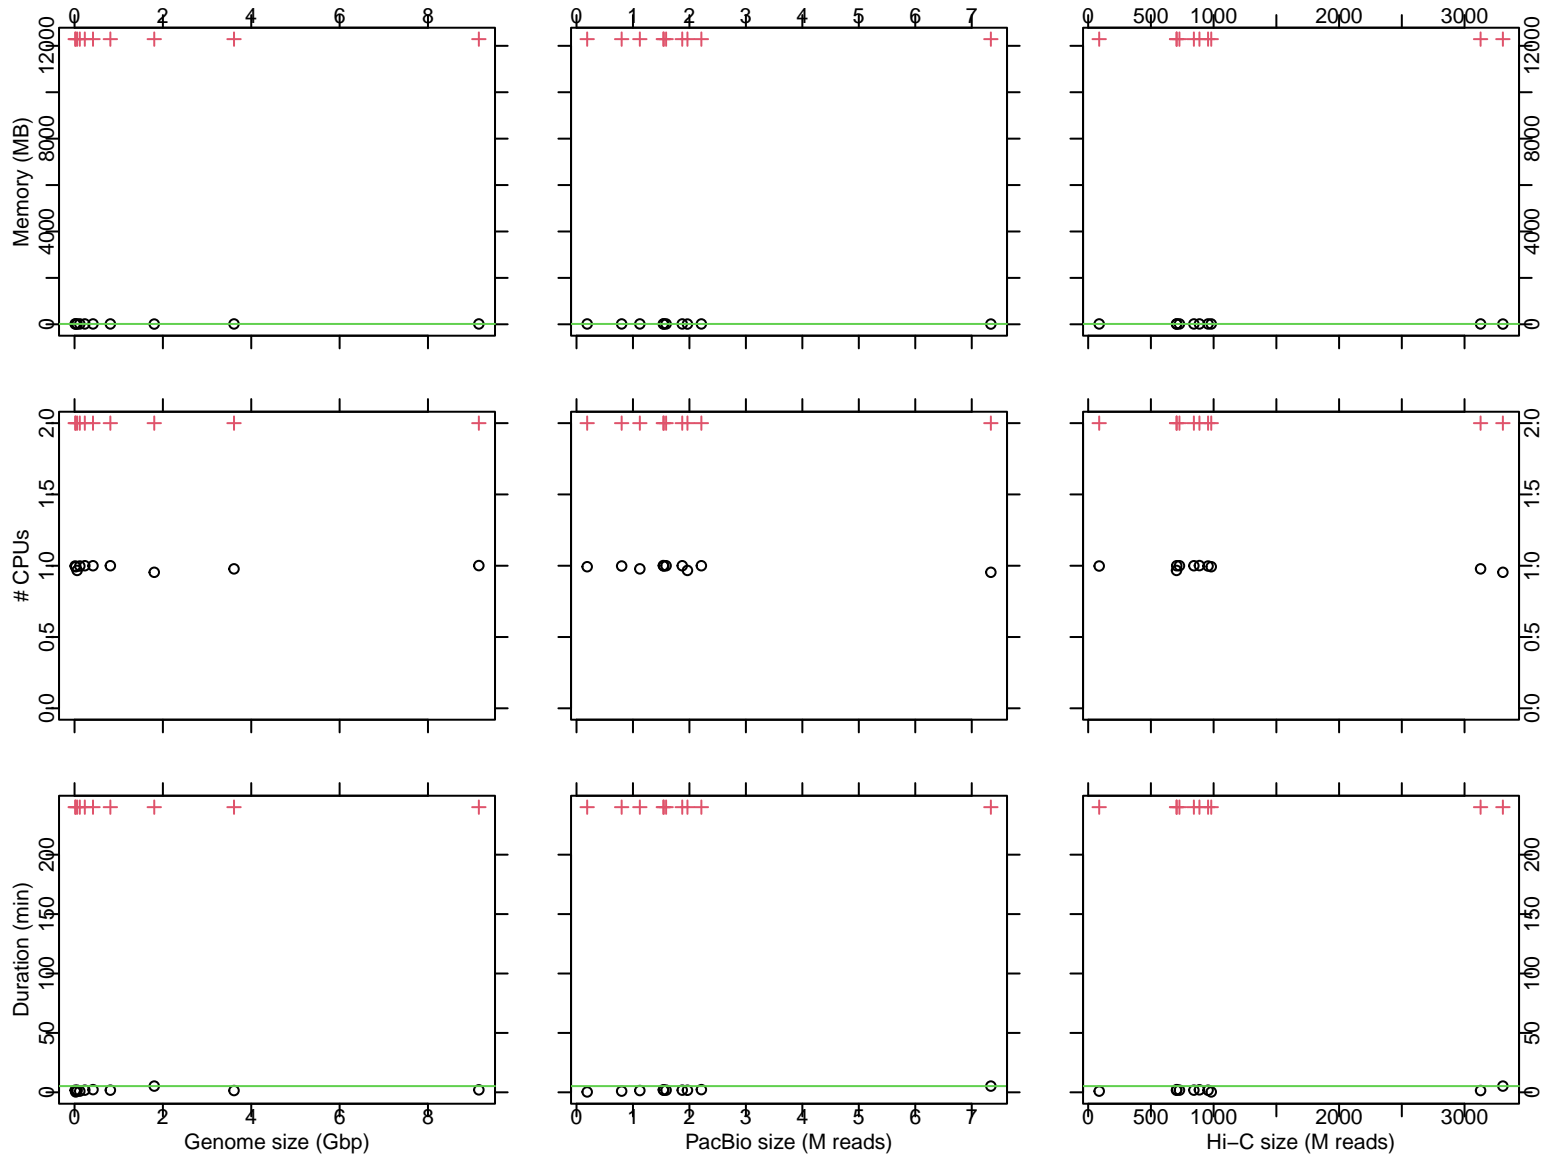 0 2 4 6 8
0 1 2 3 4 5 6 7
0 500 1000 2000 3000
Memory (MB)
0 4000 8000 12000
0 4000 8000 12000
# CPUs
0.0 0.5 1.0 1.5 2.0
0.0 0.5 1.0 1.5 2.0
Duration (min)
0 50 100 150 200
0 50 100 150 200
0 2 4 6 8
0 1 2 3 4 5 6 7
0 500 1000 2000 3000
Genome size (Gbp)
PacBio size (M reads)
Hi−C size (M reads)